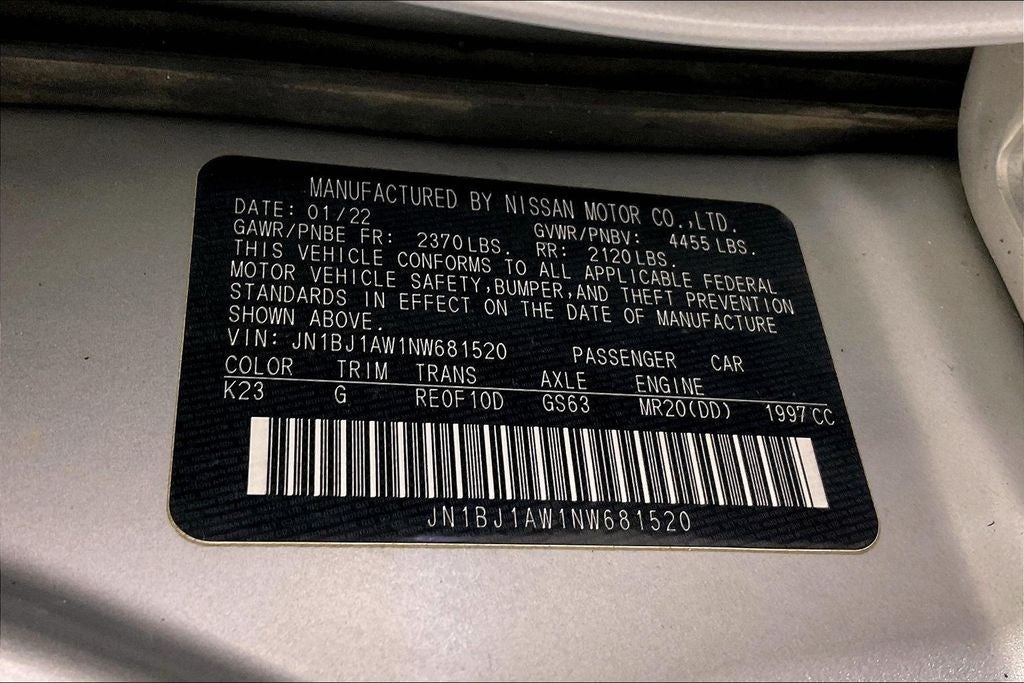 MANUFACTURED BY NISSAN MOTOR CO.,LTD.
DATE: 01/22 GVWR/PNBV: 4455 LBS.
GAWR/PNBE FR: 2370LBS. RR: 2120LBS.
THIS VEHICLE CONFORMS TO ALL APPLICABLE FEDERAL
MOTOR VEHICLE SAFETY,BUMPER,AND THEFT PREVENTION
STANDARDS IN EFFECT ON THE DATE OF MANUFACTURE
SHOWN ABOVE.
VIN: JN1BJ1AW1NW681520 PASSENGER CAR
COLOR TRIM TRANS AXLE ENGINE
K23 G RE0F10D GS63 MR20(DD) 1997CC
JN1BJ1AW1NW681520